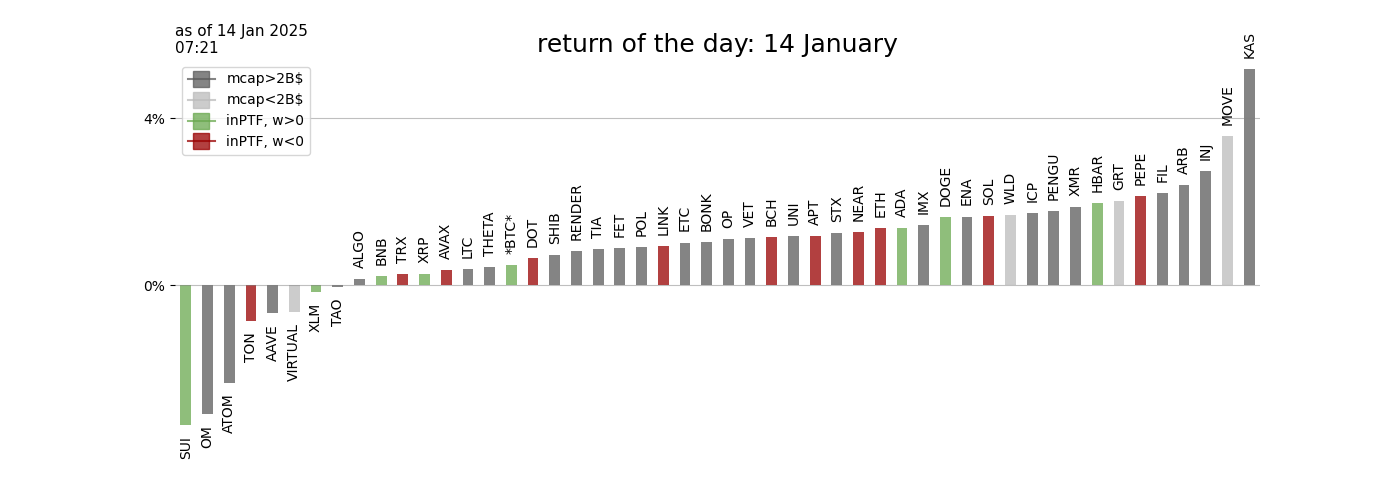 as of 14 Jan 2025
07:21
return of the day: 14 January
mcap>2B$
mcap<2B$
inPTF, w>0
inPTF, w<0
4%
0%
SUI
OM
ATOM
TON
AAVE
VIRTUAL
XLM
TAO
ALGO
BNB
TRX
XRP
AVAX
LTC
THETA
*BTC*
DOT
SHIB
RENDER
TIA
FET
POL
LINK
ETC
BONK
OP
VET
BCH
UNI
APT
STX
NEAR
ETH
ADA
IMX
DOGE
ENA
SOL
WLD
ICP
PENGU
XMR
HBAR
GRT
PEPE
FIL
ARB
INJ
MOVE
KAS